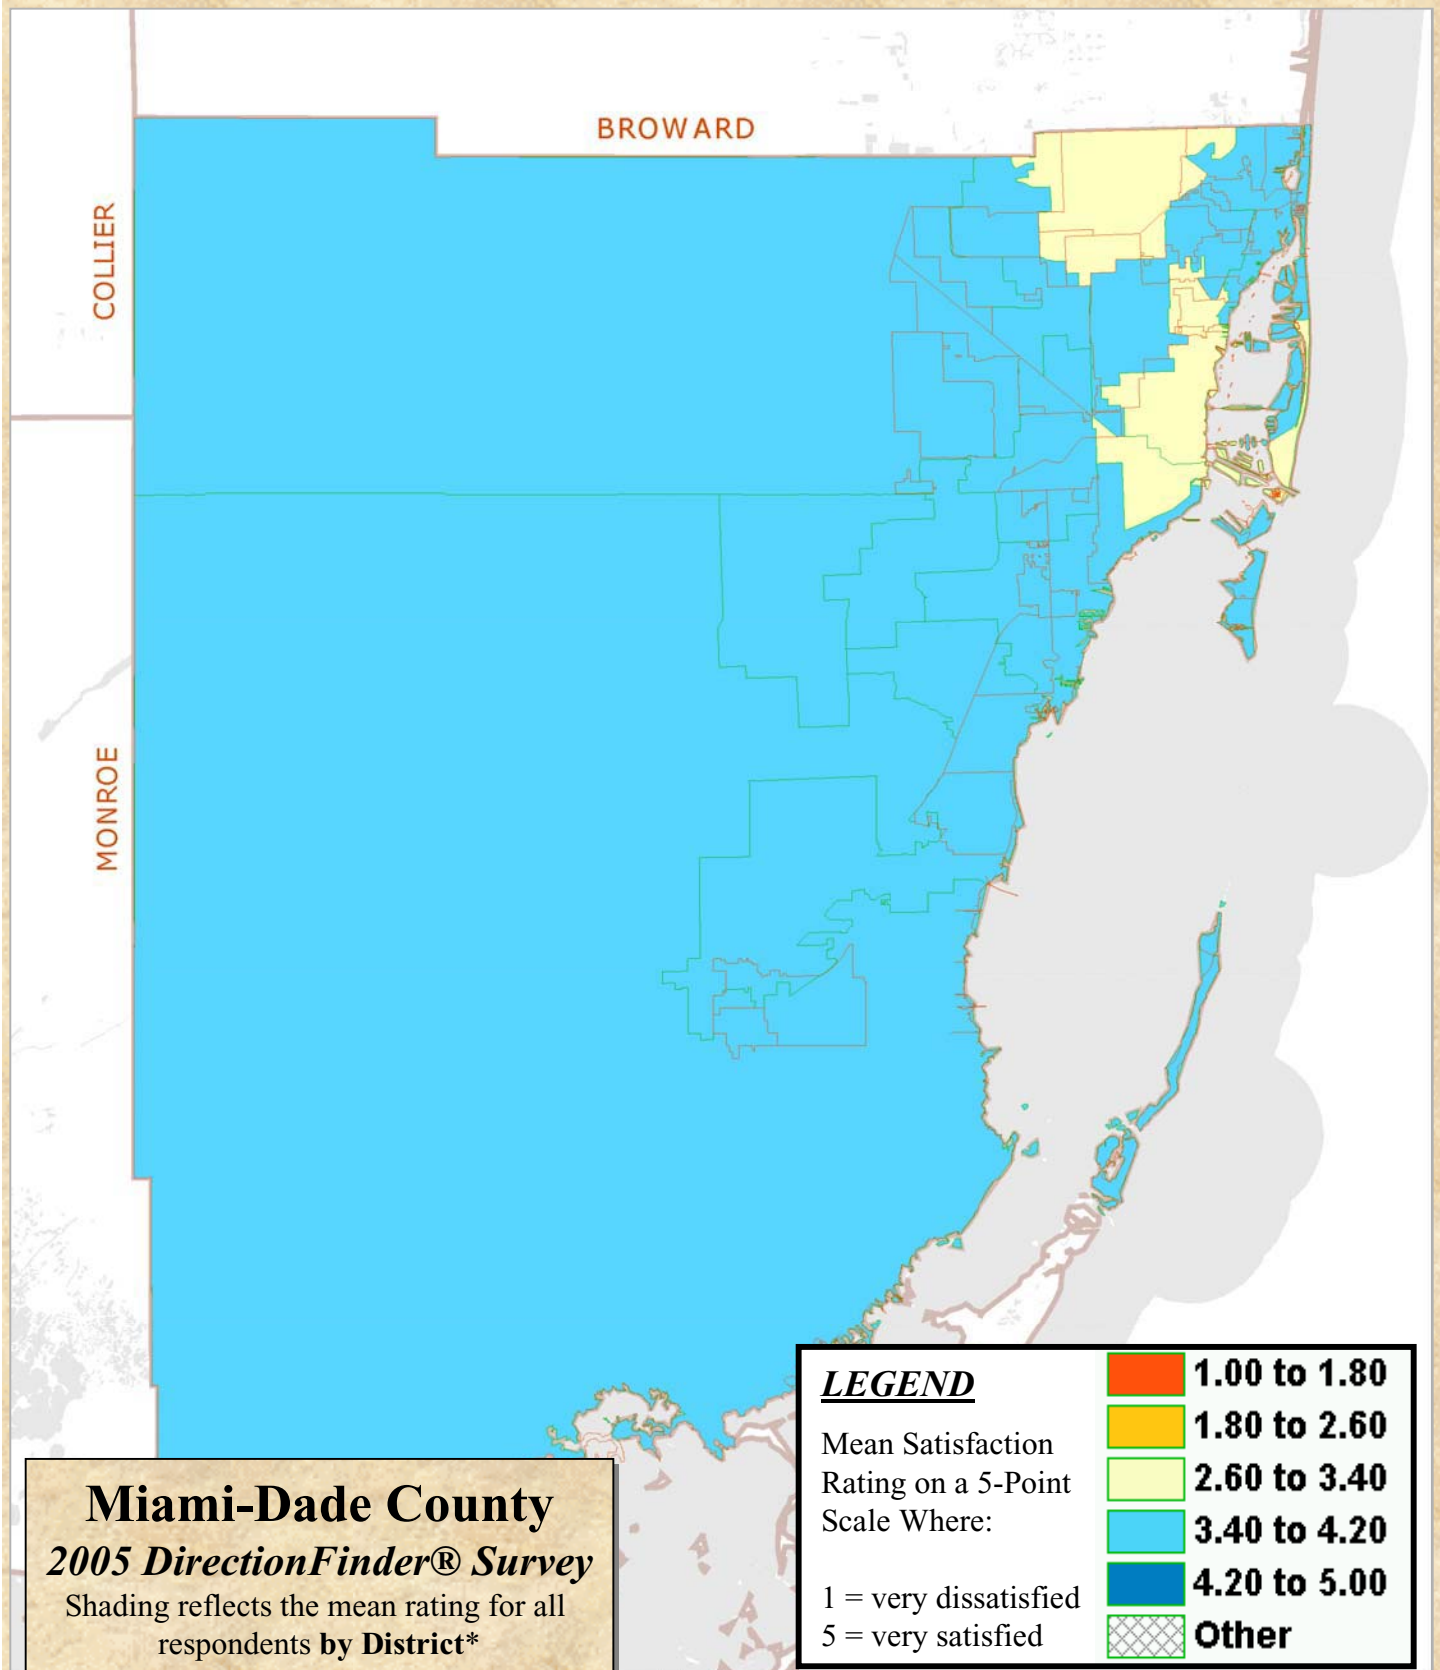 BROWARD
COLLIER
MONROE
LEGEND
Mean Satisfaction
Rating on a 5-Point
Scale Where:
1 = very dissatisfied
5 = very satisfied
1.00 to 1.80
1.80 to 2.60
2.60 to 3.40
3.40 to 4.20
4.20 to 5.00
Other
Miami-Dade County
2005 DirectionFinder® Survey
Shading reflects the mean rating for all
respondents by District*